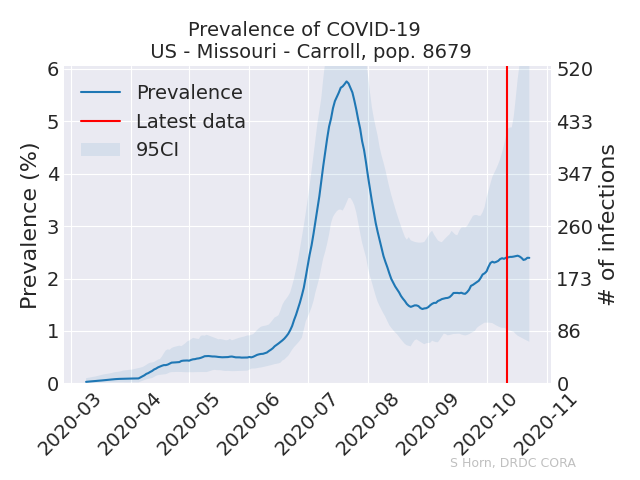 Prevalence of COVID-19
US - Missouri - Carroll, pop. 8679
Prevalence (%)
6
5
4
3
2
1
0
Prevalence
Latest data
95CI
520
433
347
260
173
86
0
# of infections
2020-03
2020-04
2020-05
2020-06
2020-07
2020-08
2020-09
2020-10
2020-11
S Horn, DRDC CORA